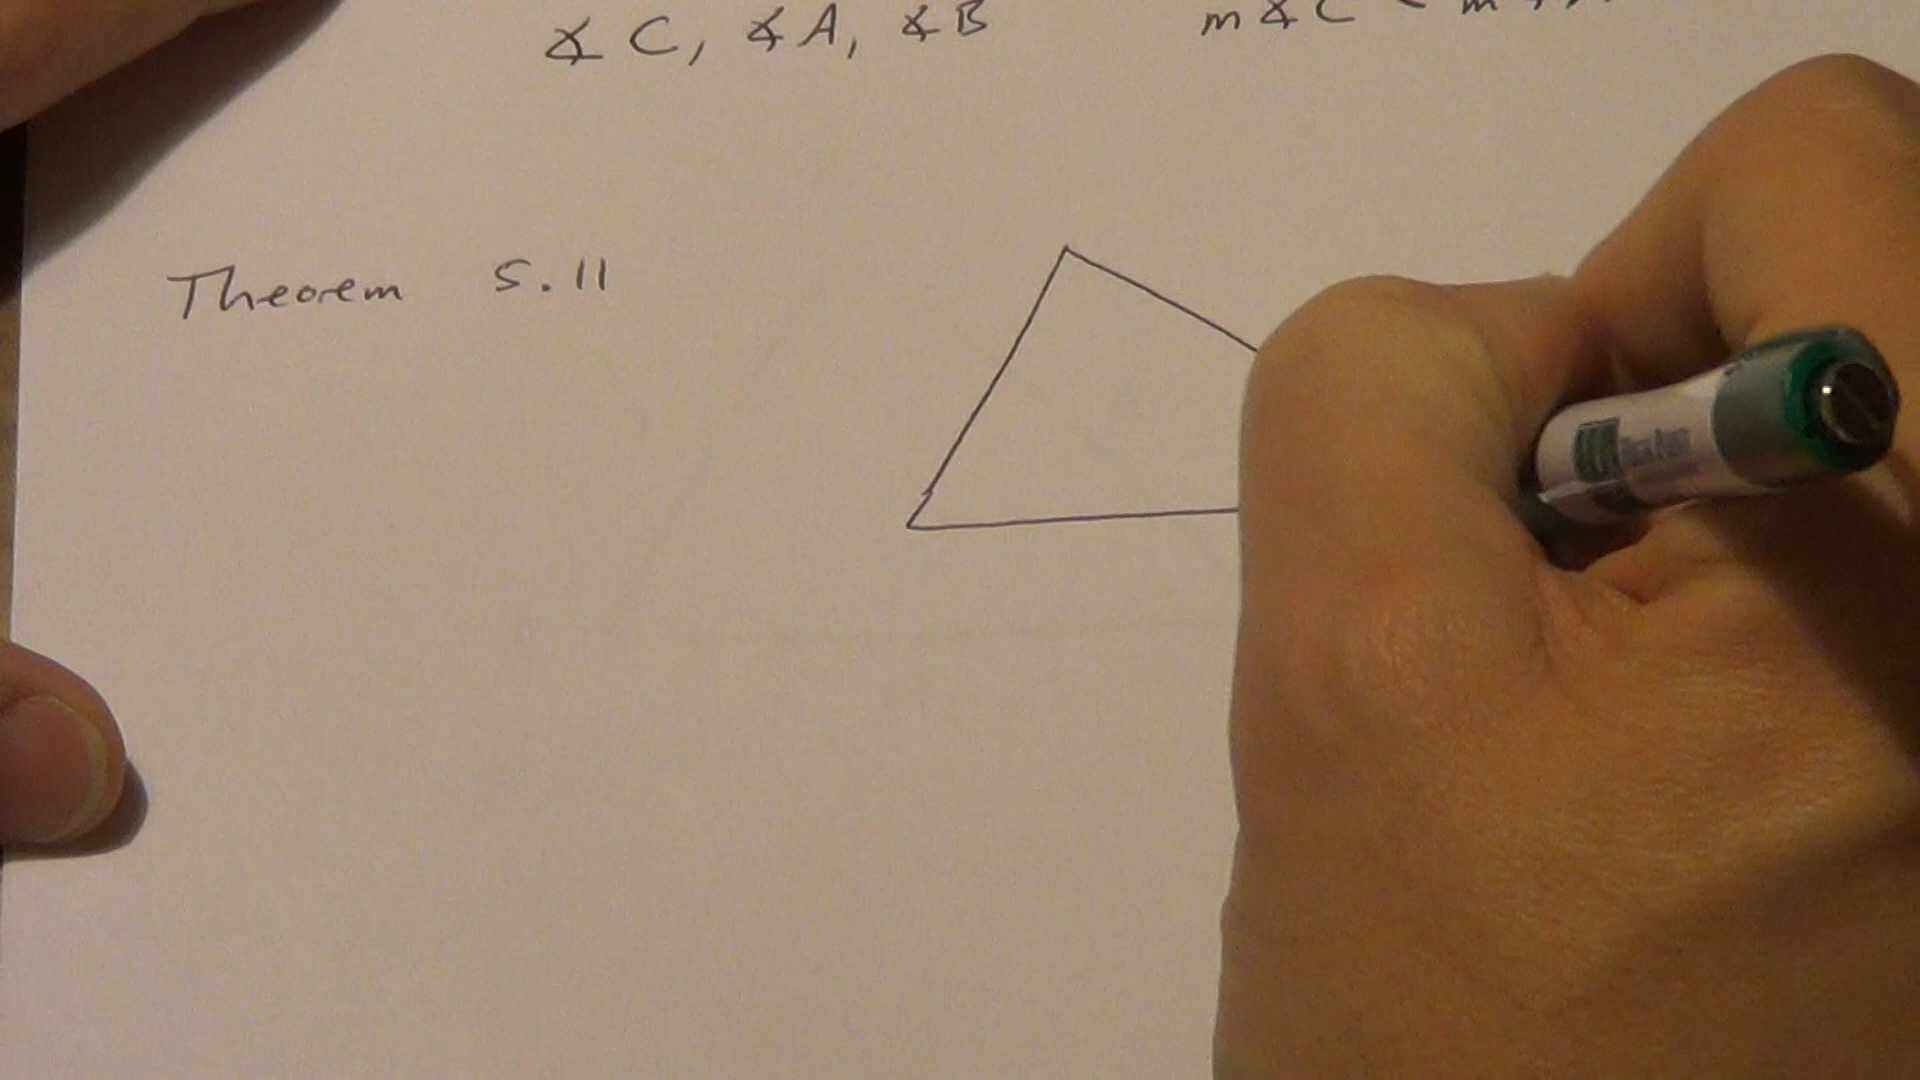 ∡ C, ∡ A, ∡ B m ∡ C < m
Theorem 5.11